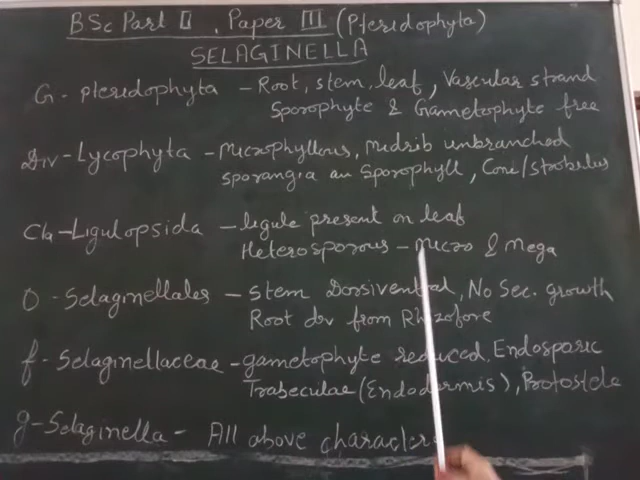 BSc Part II, Paper III (Pteridophyta)
SELAGINELLA
G - Pteridophyta - Root, stem, leaf, Vascular strand
Sporophyte & Gametophyte free
Div - Lycophyta - Microphyllous, midrib unbranched
sporangia on Sporophyll, Cone/strobilus
Cla - Ligulopsida - ligule present on leaf
Heterosporous - Micro & Mega
O - Selaginellales - Stem Dorsiventral, No Sec. growth
Root dev from Rhizofore
f - Selaginellaceae - gametophyte reduced, Endosporic
Trabeculae (Endodermis), Protostele
g - Selaginella - All above characters